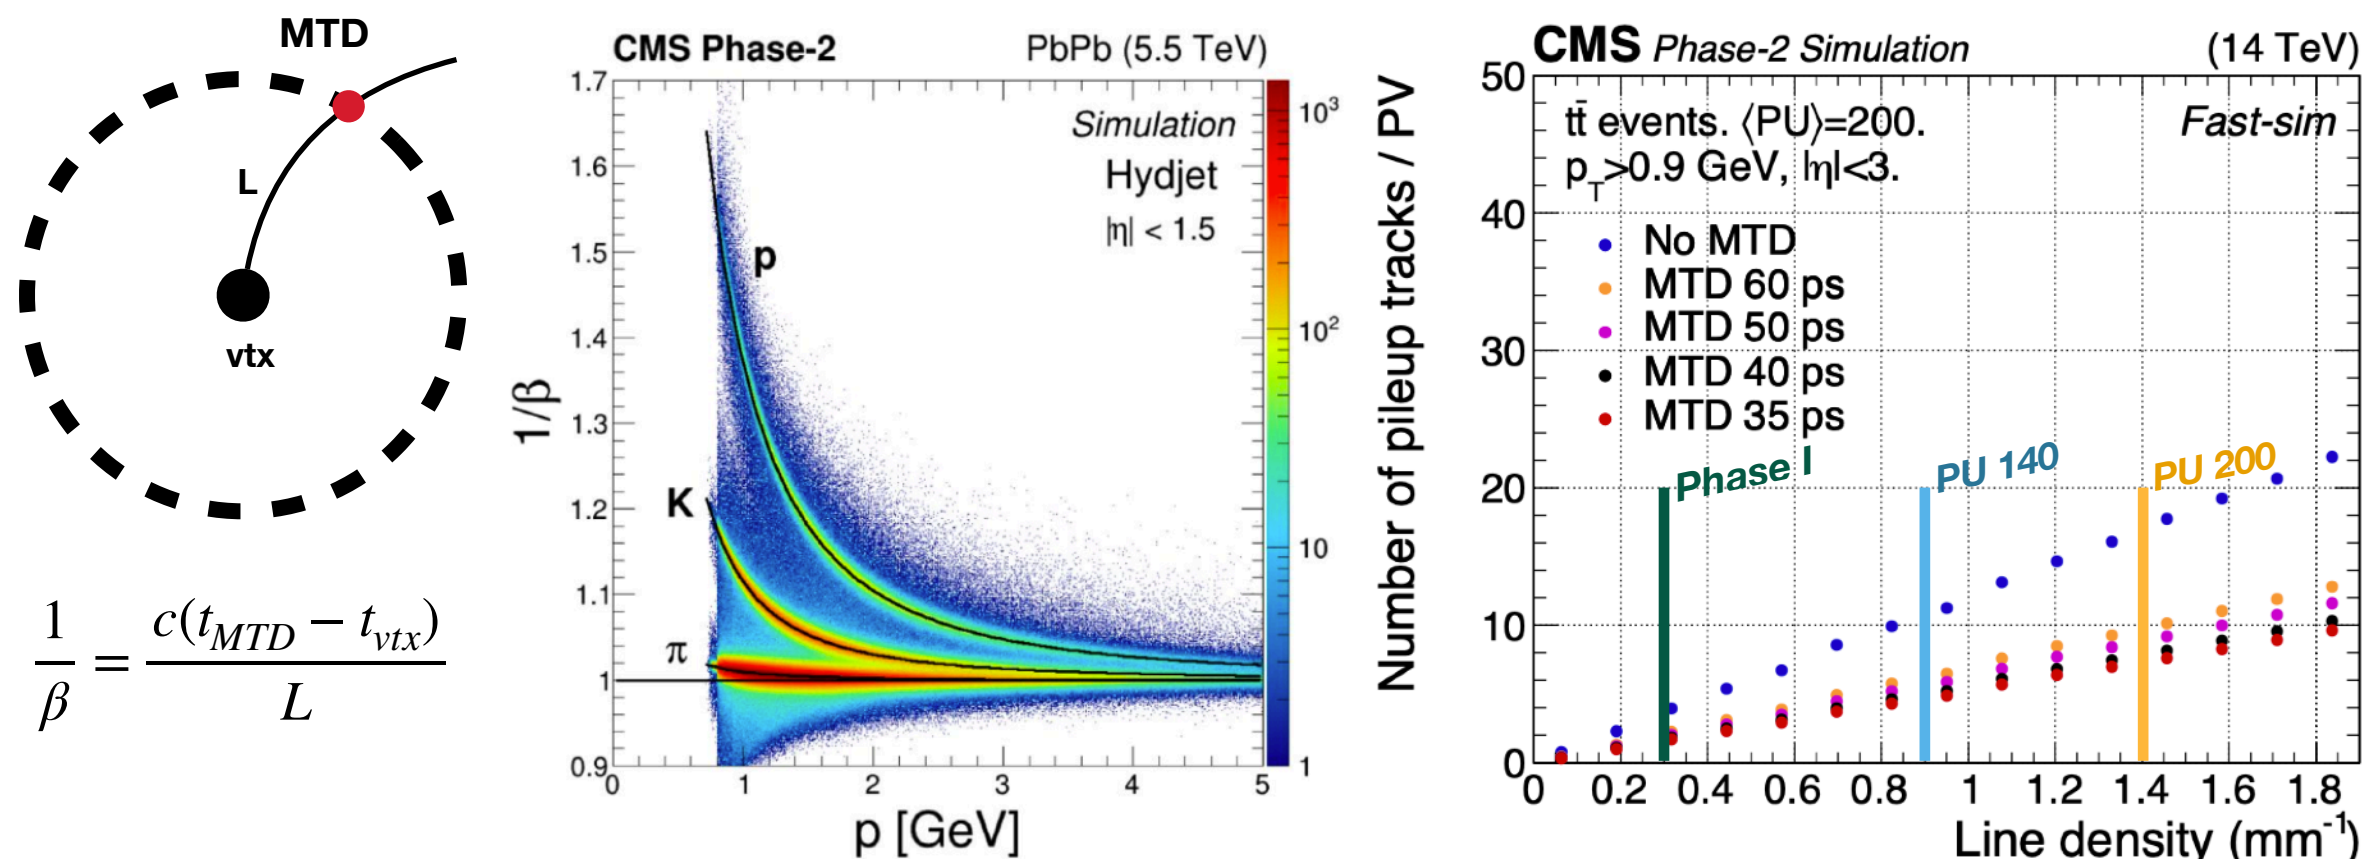 MTD
L
vtx
1/β = c(t_MTD − t_vtx)/L
CMS Phase-2 PbPb (5.5 TeV)
Simulation
Hydjet
|η| < 1.5
p
K
π
1.7
1.6
1.5
1.4
1.3
1.2
1.1
1
0.9
1/β
0 1 2 3 4 5
p [GeV]
10³
10²
10
1
CMS Phase-2 Simulation (14 TeV)
tt̄ events. ⟨PU⟩=200. Fast-sim
p_T>0.9 GeV, |η|<3.
No MTD
MTD 60 ps
MTD 50 ps
MTD 40 ps
MTD 35 ps
Phase I
PU 140
PU 200
50
40
30
20
10
0
Number of pileup tracks / PV
0 0.2 0.4 0.6 0.8 1 1.2 1.4 1.6 1.8
Line density (mm⁻¹)